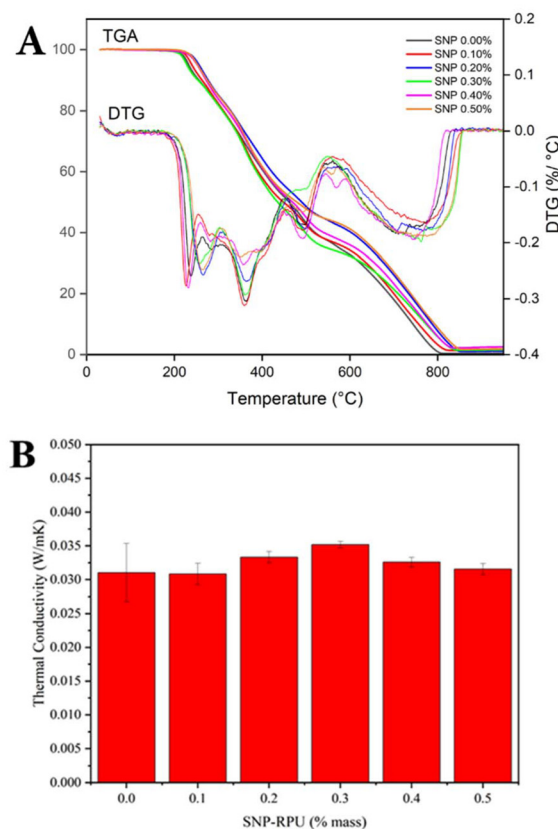 A
TGA
DTG
SNP 0.00%
SNP 0.10%
SNP 0.20%
SNP 0.30%
SNP 0.40%
SNP 0.50%
100
80
60
40
20
0
0.2
0.1
0.0
-0.1
-0.2
-0.3
-0.4
DTG (%/ °C)
0 200 400 600 800
Temperature (°C)
B
Thermal Conductivity (W/mK)
0.050
0.045
0.040
0.035
0.030
0.025
0.020
0.015
0.010
0.005
0.000
0.0 0.1 0.2 0.3 0.4 0.5
SNP-RPU (% mass)